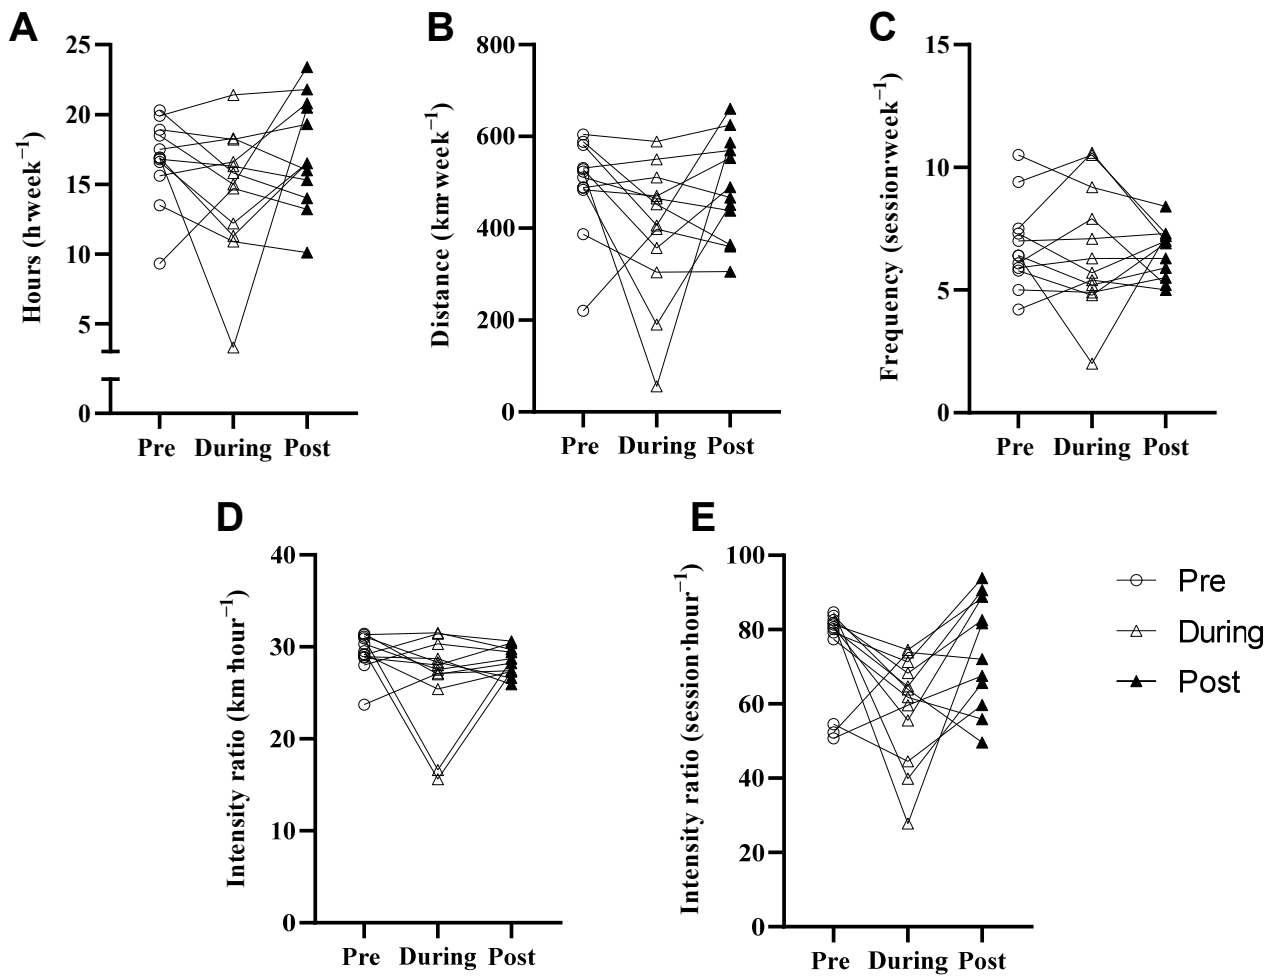 A
Hours (h·week⁻¹)
25
20
15
10
5
0
Pre During Post
B
Distance (km·week⁻¹)
800
600
400
200
0
Pre During Post
C
Frequency (session·week⁻¹)
15
10
5
0
Pre During Post
D
Intensity ratio (km·hour⁻¹)
40
30
20
10
0
Pre During Post
E
Intensity ratio (session·hour⁻¹)
100
80
60
40
20
0
Pre During Post
Pre
During
Post